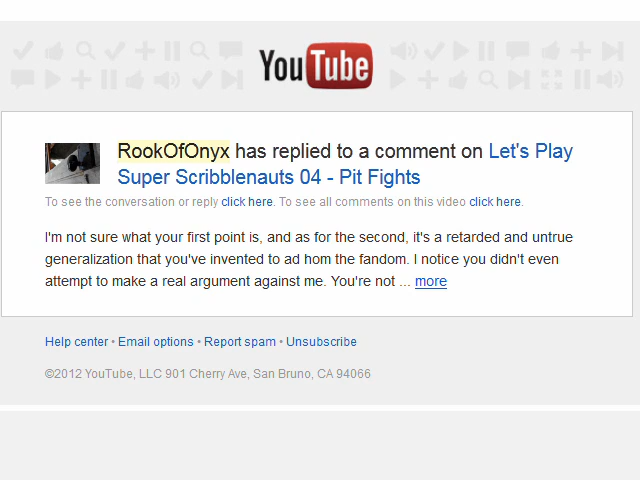 YouTube
RookOfOnyx has replied to a comment on Let's Play
Super Scribblenauts 04 - Pit Fights
To see the conversation or reply click here. To see all comments on this video click here.
I'm not sure what your first point is, and as for the second, it's a retarded and untrue
generalization that you've invented to ad hom the fandom. I notice you didn't even
attempt to make a real argument against me. You're not ... more
Help center • Email options • Report spam • Unsubscribe
©2012 YouTube, LLC 901 Cherry Ave, San Bruno, CA 94066